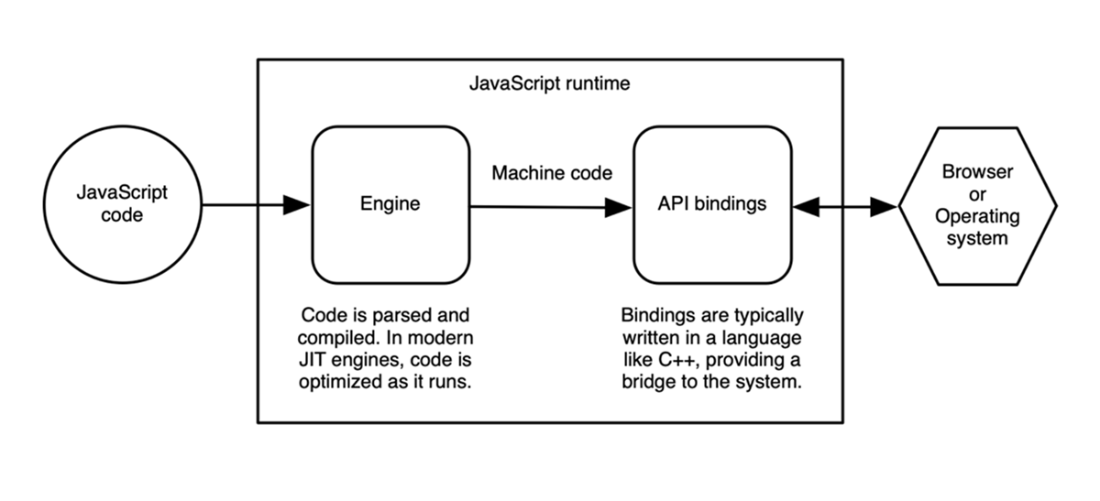 JavaScript runtime
JavaScript
code
Engine
Machine code
API bindings
Browser
or
Operating
system
Code is parsed and
compiled. In modern
JIT engines, code is
optimized as it runs.
Bindings are typically
written in a language
like C++, providing a
bridge to the system.